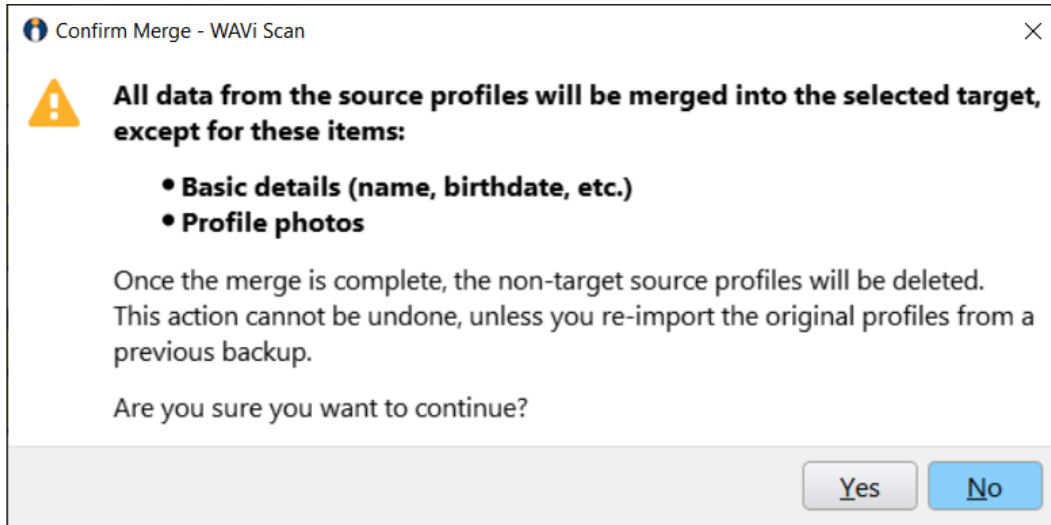 Confirm Merge - WAVi Scan
All data from the source profiles will be merged into the selected target,
except for these items:
• Basic details (name, birthdate, etc.)
• Profile photos
Once the merge is complete, the non-target source profiles will be deleted.
This action cannot be undone, unless you re-import the original profiles from a
previous backup.
Are you sure you want to continue?
Yes
No